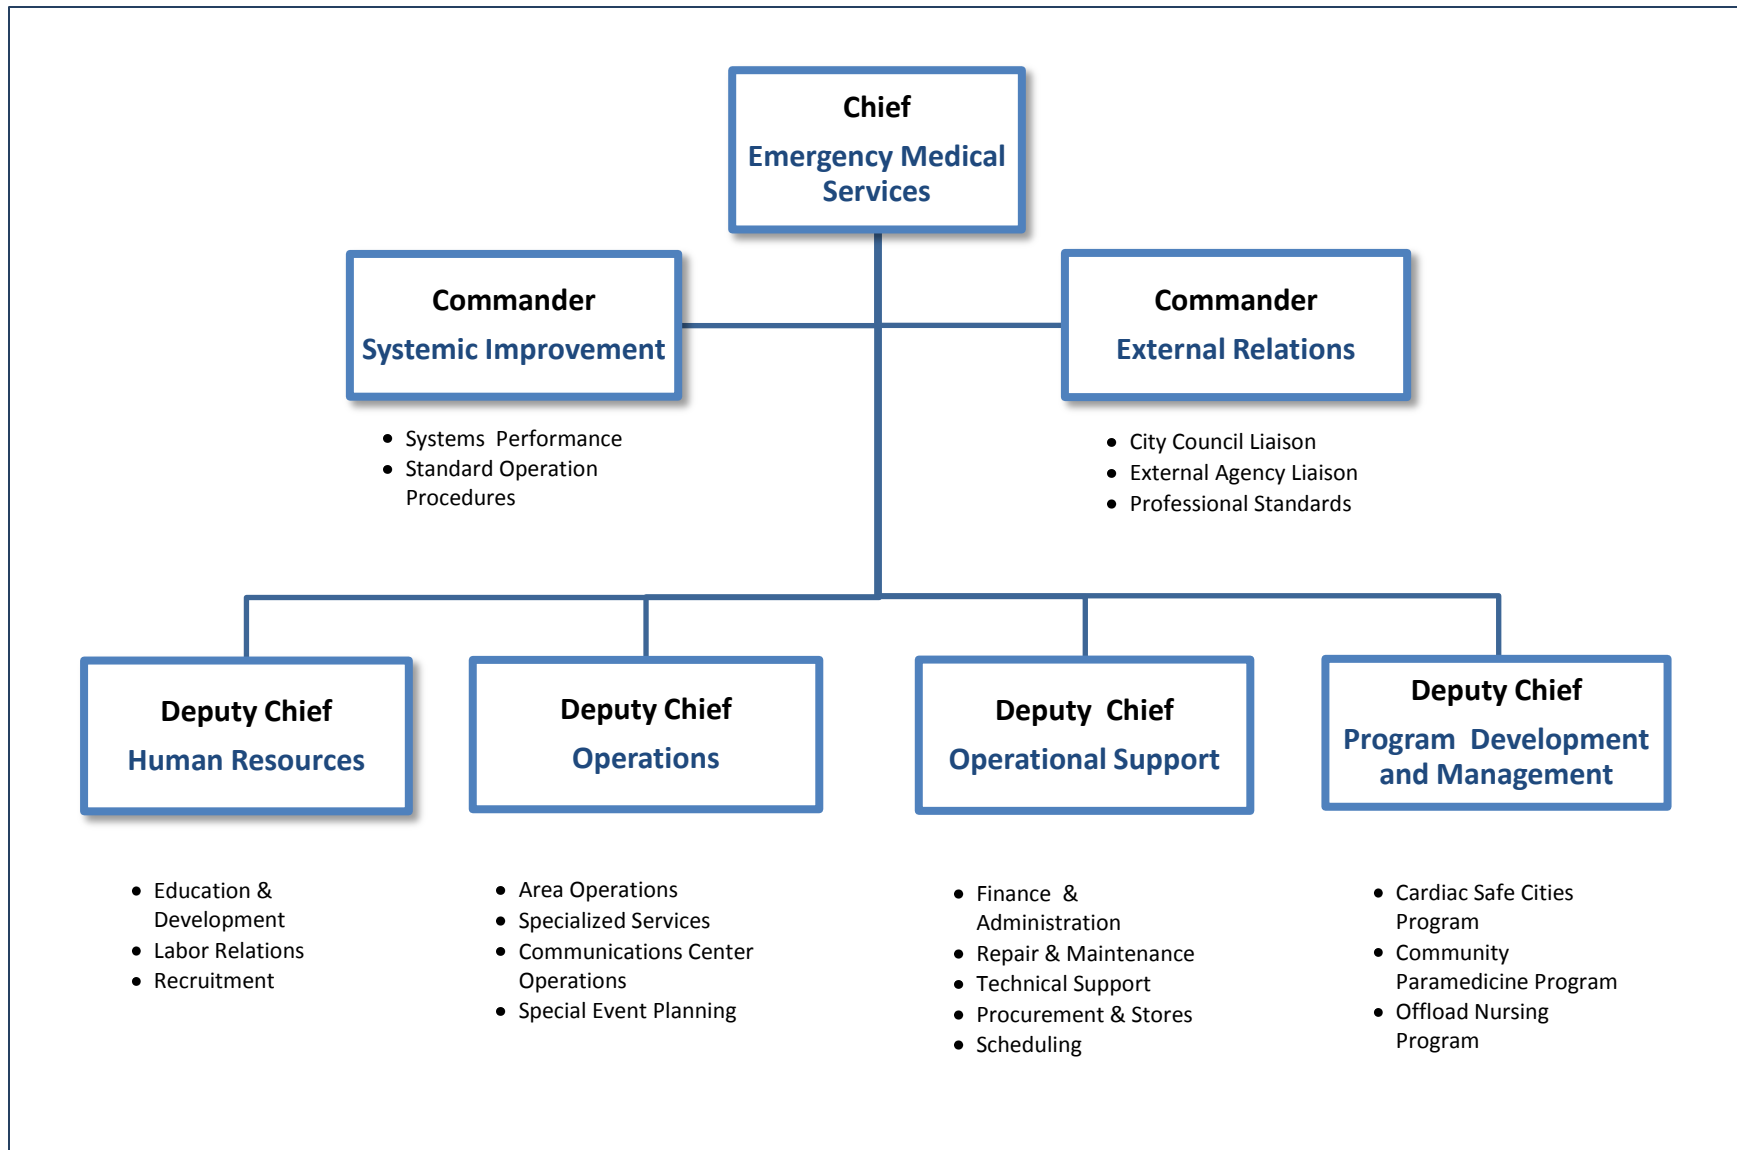 Chief
Emergency Medical
Services
Commander
Systemic Improvement
• Systems Performance
• Standard Operation
Procedures
Commander
External Relations
• City Council Liaison
• External Agency Liaison
• Professional Standards
Deputy Chief
Human Resources
• Education &
Development
• Labor Relations
• Recruitment
Deputy Chief
Operations
• Area Operations
• Specialized Services
• Communications Center
Operations
• Special Event Planning
Deputy Chief
Operational Support
• Finance &
Administration
• Repair & Maintenance
• Technical Support
• Procurement & Stores
• Scheduling
Deputy Chief
Program Development
and Management
• Cardiac Safe Cities
Program
• Community
Paramedicine Program
• Offload Nursing
Program